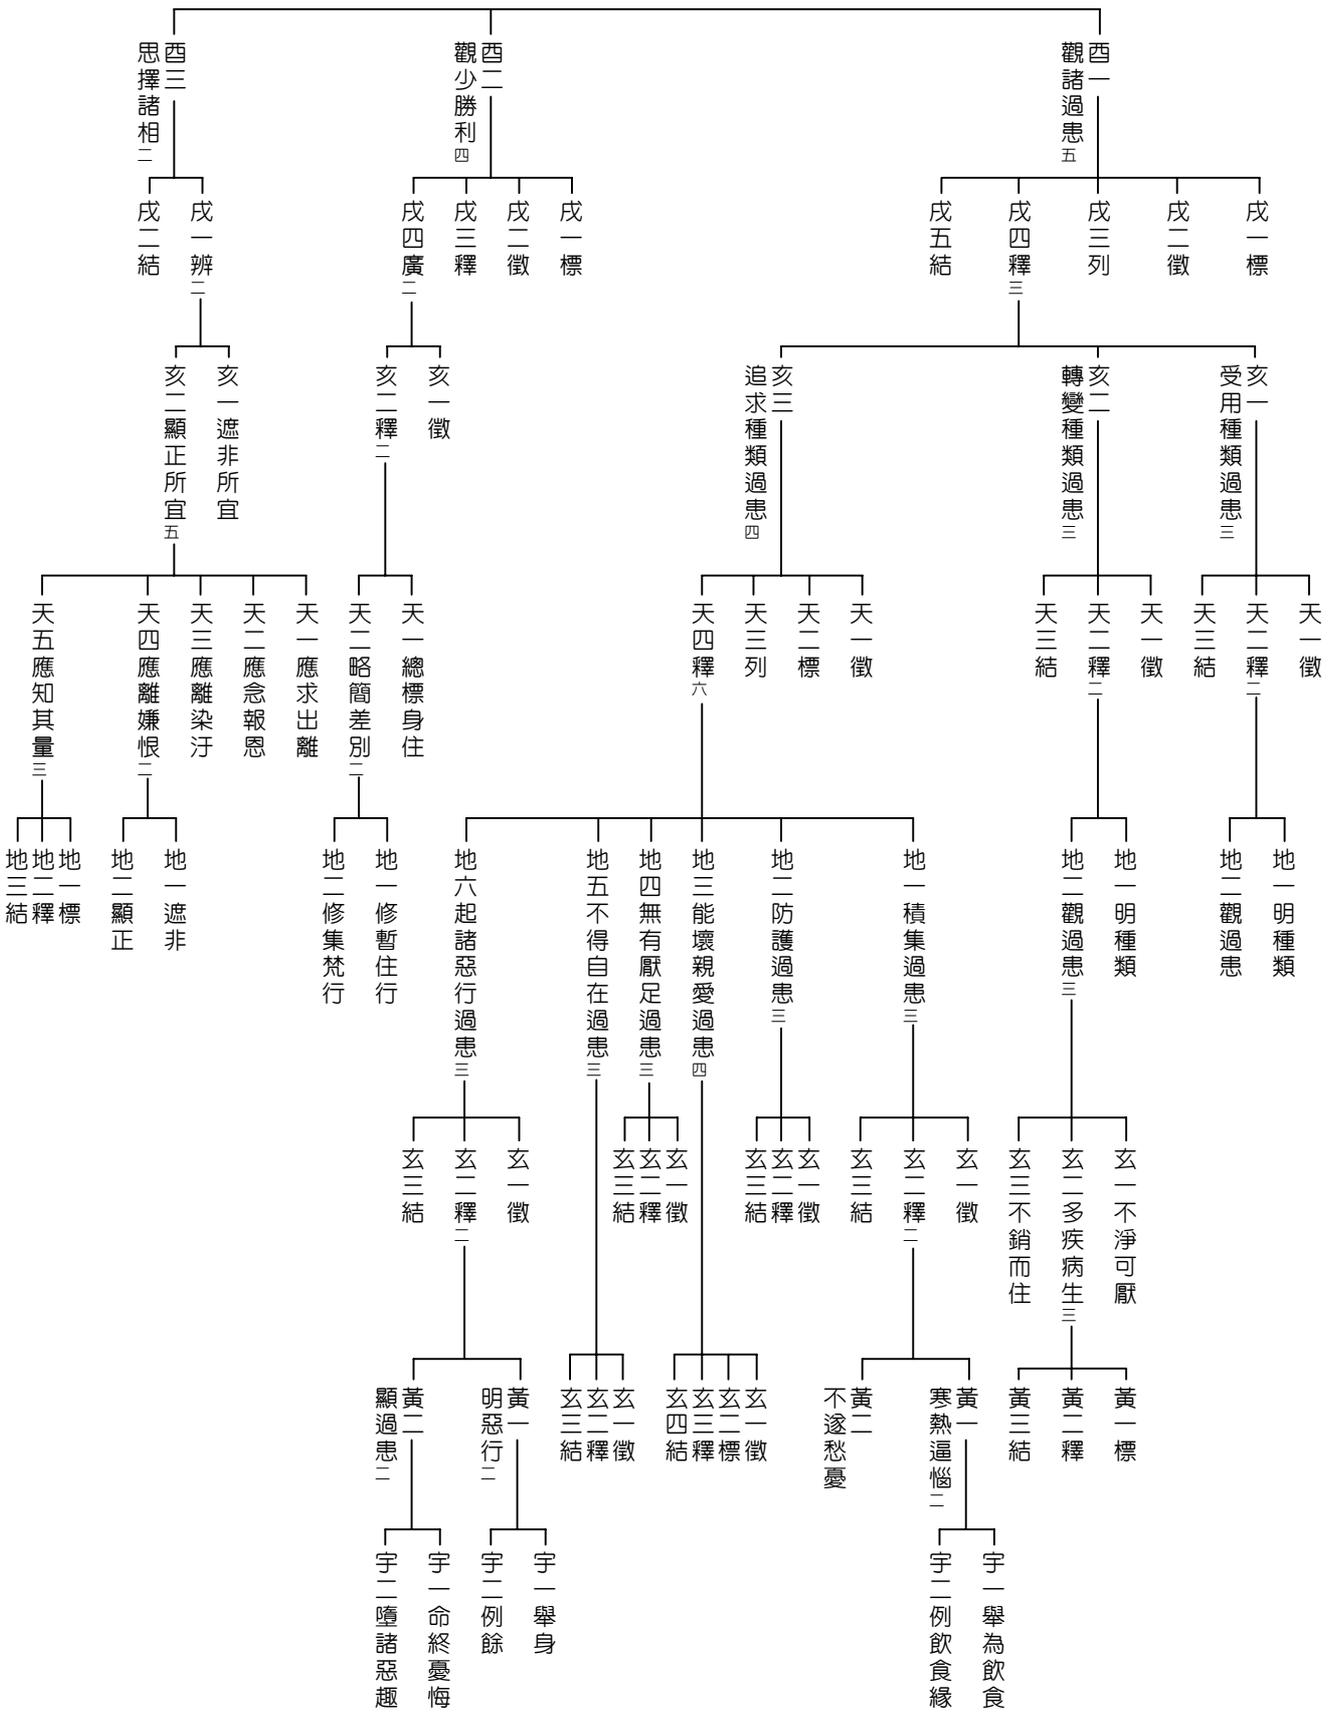 酉一
觀諸過患五
酉二
觀少勝利四
酉三
思擇諸相二
戌一標
戌二徵
戌三列
戌四釋三
戌五結
戌一標
戌二徵
戌三釋
戌四廣二
戌一辨二
戌二結
亥一
受用種類過患三
亥二
轉變種類過患三
亥三
追求種類過患四
亥一徵
亥二釋二
亥一遮非所宜
亥二顯正所宜五
天一徵
天二釋二
天三結
天一徵
天二釋二
天三結
天一徵
天二標
天三列
天四釋六
天一總標身住
天二略簡差別二
天一應求出離
天二應念報恩
天三應離染汙
天四應離嫌恨二
天五應知其量三
地一明種類
地二觀過患
地一明種類
地二觀過患三
地一積集過患三
地二防護過患三
地三能壞親愛過患四
地四無有厭足過患三
地五不得自在過患三
地六起諸惡行過患三
地一修暫住行
地二修集梵行
地一遮非
地二顯正
地一標
地二釋
地三結
玄一不淨可厭
玄二多疾病生三
玄三不銷而住
玄一徵
玄二釋二
玄三結
玄一徵
玄二釋
玄三結
玄一徵
玄二釋
玄三結
玄一徵
玄二釋二
玄三結
黃一標
黃二釋
黃三結
黃一
寒熱逼惱二
黃二
不遂愁憂
玄一徵
玄二標
玄三釋
玄四結
玄一徵
玄二釋
玄三結
黃一
明惡行二
黃二
顯過患二
宇一舉為飲食
宇二例飲食緣
宇一舉身
宇二例餘
宇一命終憂悔
宇二墮諸惡趣